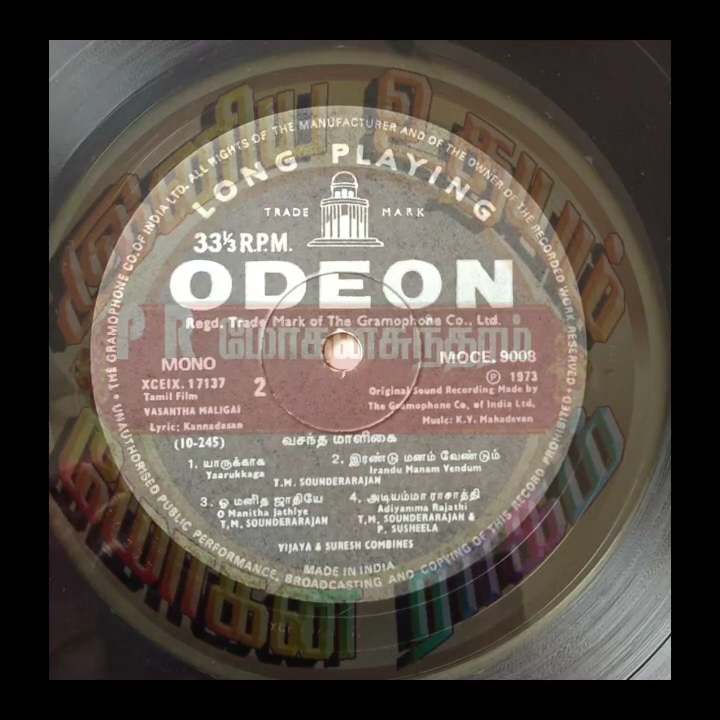 THE GRAMOPHONE CO. OF INDIA LTD. ALL RIGHTS OF THE MANUFACTURER AND OF THE OWNER OF THE RECORDED WORK RESERVED
LONG PLAYING
TRADE MARK
33⅓ R.P.M.
ODEON
Regd. Trade Mark of The Gramophone Co., Ltd.
P R மோகனசுந்தரம்
MONO
MOCE. 9008
XCEIX. 17137
2
Ⓟ 1973
Tamil Film
Original Sound Recording Made by
VASANTHA MALIGAI
The Gramophone Co, of India Ltd.
Lyric: Kannadasan
Music: K.V. Mahadevan
(10-245)
வசந்த மாளிகை
1. யாருக்காக
Yaarukkaga
2. இரண்டு மனம் வேண்டும்
Irandu Manam Vendum
T.M. SOUNDERARAJAN
3. ஓ மனித ஜாதியே
O Manitha Jathiye
T.M. SOUNDERARAJAN
4. அடியம்மா ராசாத்தி
Adiyamma Rajathi
T.M. SOUNDERARAJAN &
P. SUSHEELA
VIJAYA & SURESH COMBINES
MADE IN INDIA
UNAUTHORISED PUBLIC PERFORMANCE, BROADCASTING AND COPYING OF THIS RECORD PROHIBITED
இனிய உதயம்
மோகன ராகம்